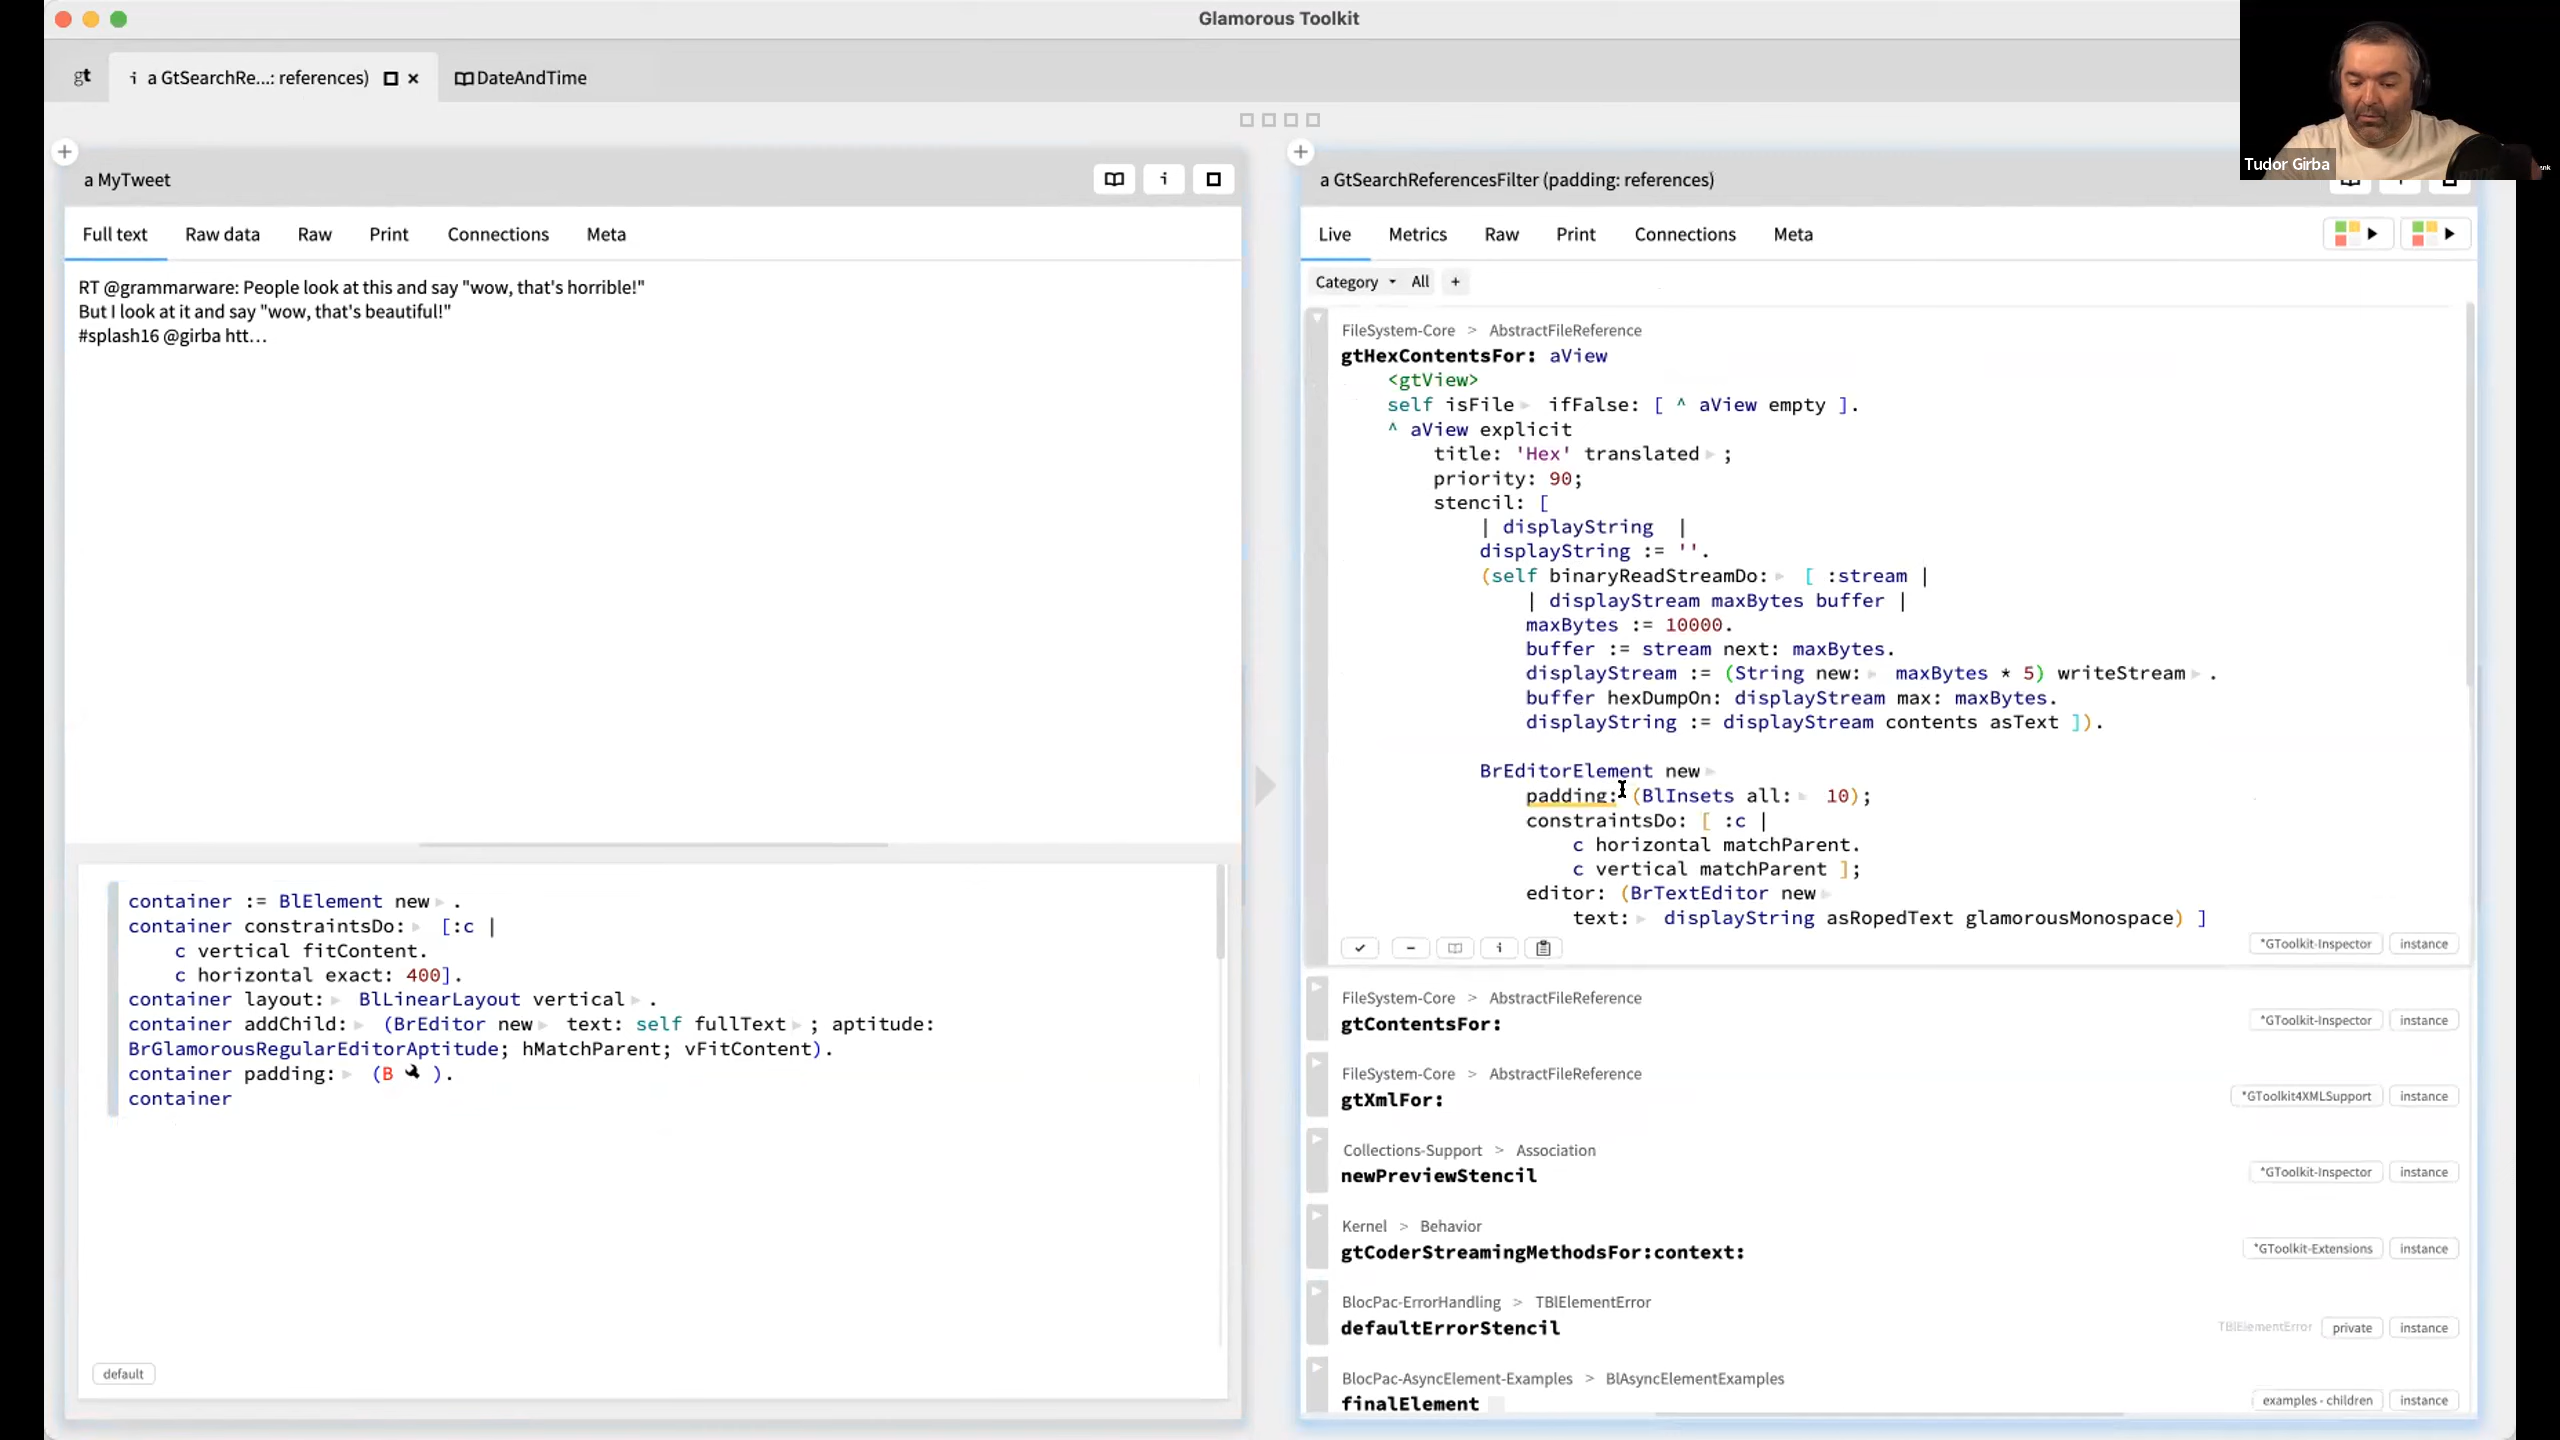 Glamorous Toolkit
gt
i a GtSearchRe...: references)
DateAndTime
Tudor Girba
a MyTweet
i
Full text Raw data Raw Print Connections Meta
RT @grammarware: People look at this and say "wow, that's horrible!"
But I look at it and say "wow, that's beautiful!"
#splash16 @girba htt…
container := BlElement new .
container constraintsDo: [:c |
c vertical fitContent.
c horizontal exact: 400].
container layout: BlLinearLayout vertical .
container addChild: (BrEditor new text: self fullText ; aptitude:
BrGlamorousRegularEditorAptitude; hMatchParent; vFitContent).
container padding: (B ).
container
default
a GtSearchReferencesFilter (padding: references)
Live Metrics Raw Print Connections Meta
Category All +
FileSystem-Core > AbstractFileReference
gtHexContentsFor: aView
<gtView>
self isFile ifFalse: [ ^ aView empty ].
^ aView explicit
title: 'Hex' translated ;
priority: 90;
stencil: [
| displayString |
displayString := ''.
(self binaryReadStreamDo: [ :stream |
| displayStream maxBytes buffer |
maxBytes := 10000.
buffer := stream next: maxBytes.
displayStream := (String new: maxBytes * 5) writeStream .
buffer hexDumpOn: displayStream max: maxBytes.
displayString := displayStream contents asText ]).
BrEditorElement new
padding: (BlInsets all: 10);
constraintsDo: [ :c |
c horizontal matchParent.
c vertical matchParent ];
editor: (BrTextEditor new
text: displayString asRopedText glamorousMonospace) ]
i
*GToolkit-Inspector instance
FileSystem-Core > AbstractFileReference
gtContentsFor:
*GToolkit-Inspector instance
FileSystem-Core > AbstractFileReference
gtXmlFor:
*GToolkit4XMLSupport instance
Collections-Support > Association
newPreviewStencil
*GToolkit-Inspector instance
Kernel > Behavior
gtCoderStreamingMethodsFor:context:
*GToolkit-Extensions instance
BlocPac-ErrorHandling > TBlElementError
defaultErrorStencil
TBlElementError private instance
BlocPac-AsyncElement-Examples > BlAsyncElementExamples
finalElement
examples - children instance